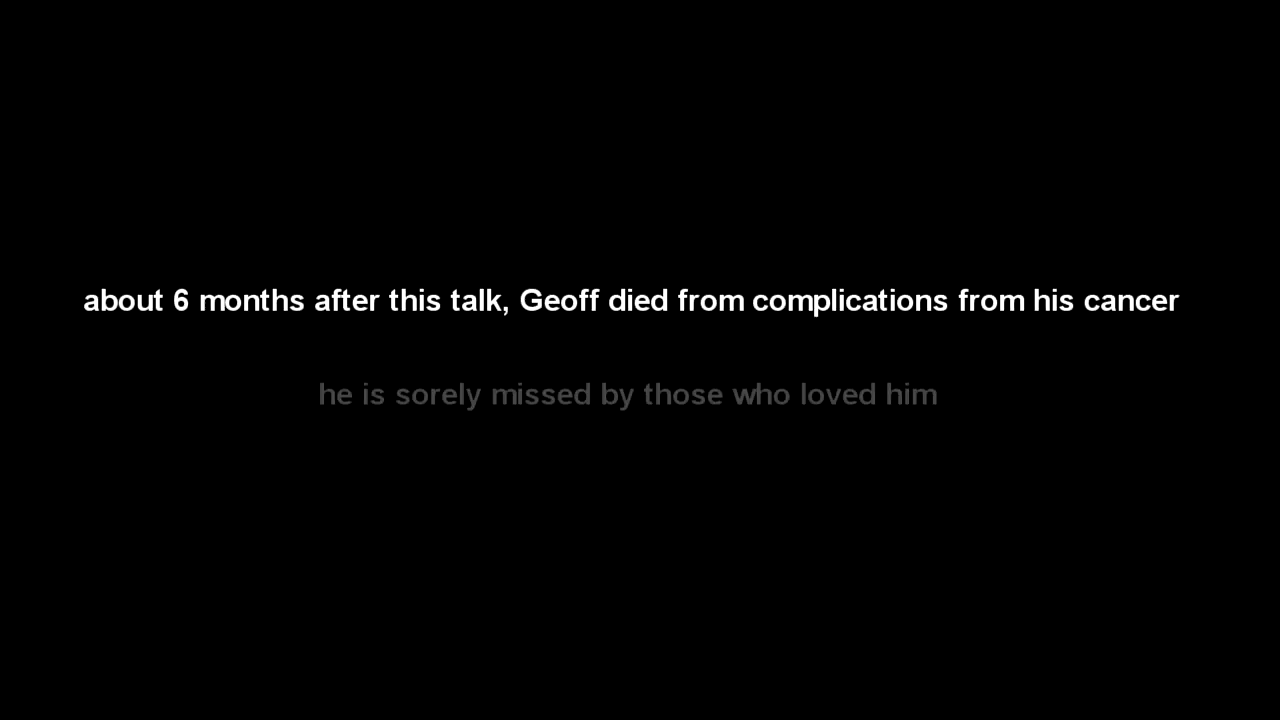 about 6 months after this talk, Geoff died from complications from his cancer
he is sorely missed by those who loved him